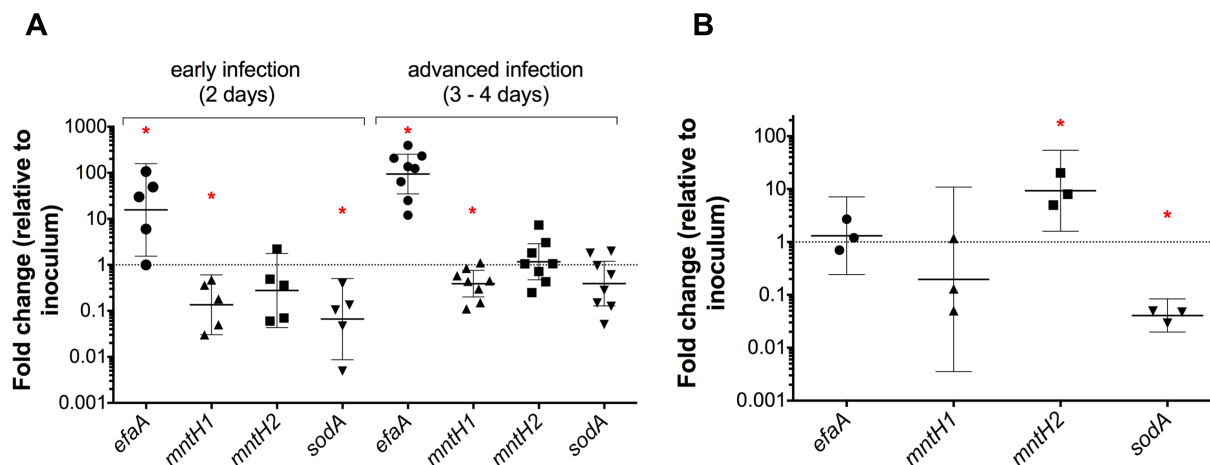 A
early infection
(2 days)
advanced infection
(3 - 4 days)
*
*
*
*
*
Fold change (relative to
inoculum)
1000
100
10
1
0.1
0.01
0.001
efaA
mntH1
mntH2
sodA
efaA
mntH1
mntH2
sodA
B
*
*
Fold change (relative to
inoculum)
100
10
1
0.1
0.01
0.001
efaA
mntH1
mntH2
sodA